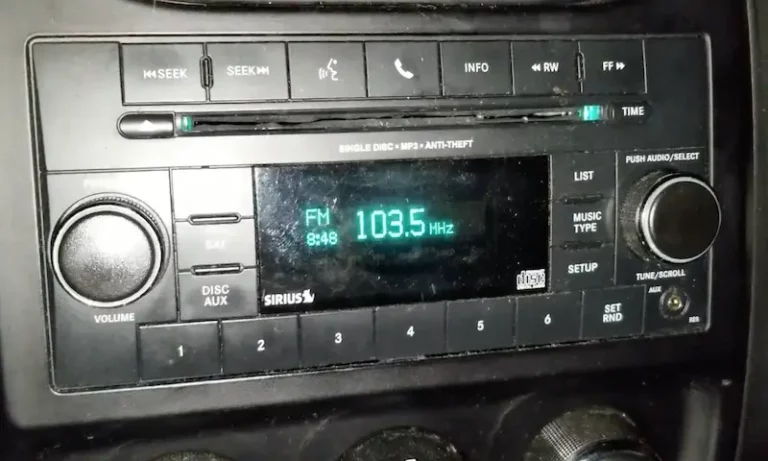 SEEK
SEEK
INFO
RW
FF
TIME
SINGLE DISC • MP3 • ANTI-THEFT
PUSH AUDIO/SELECT
LIST
FM 103.5 MHz
8:48
MUSIC
TYPE
SAT
SETUP
DISC
AUX
SIRIUS
disc
TUNE/SCROLL
VOLUME
AUX
1 2 3 4 5 6 SET
RND